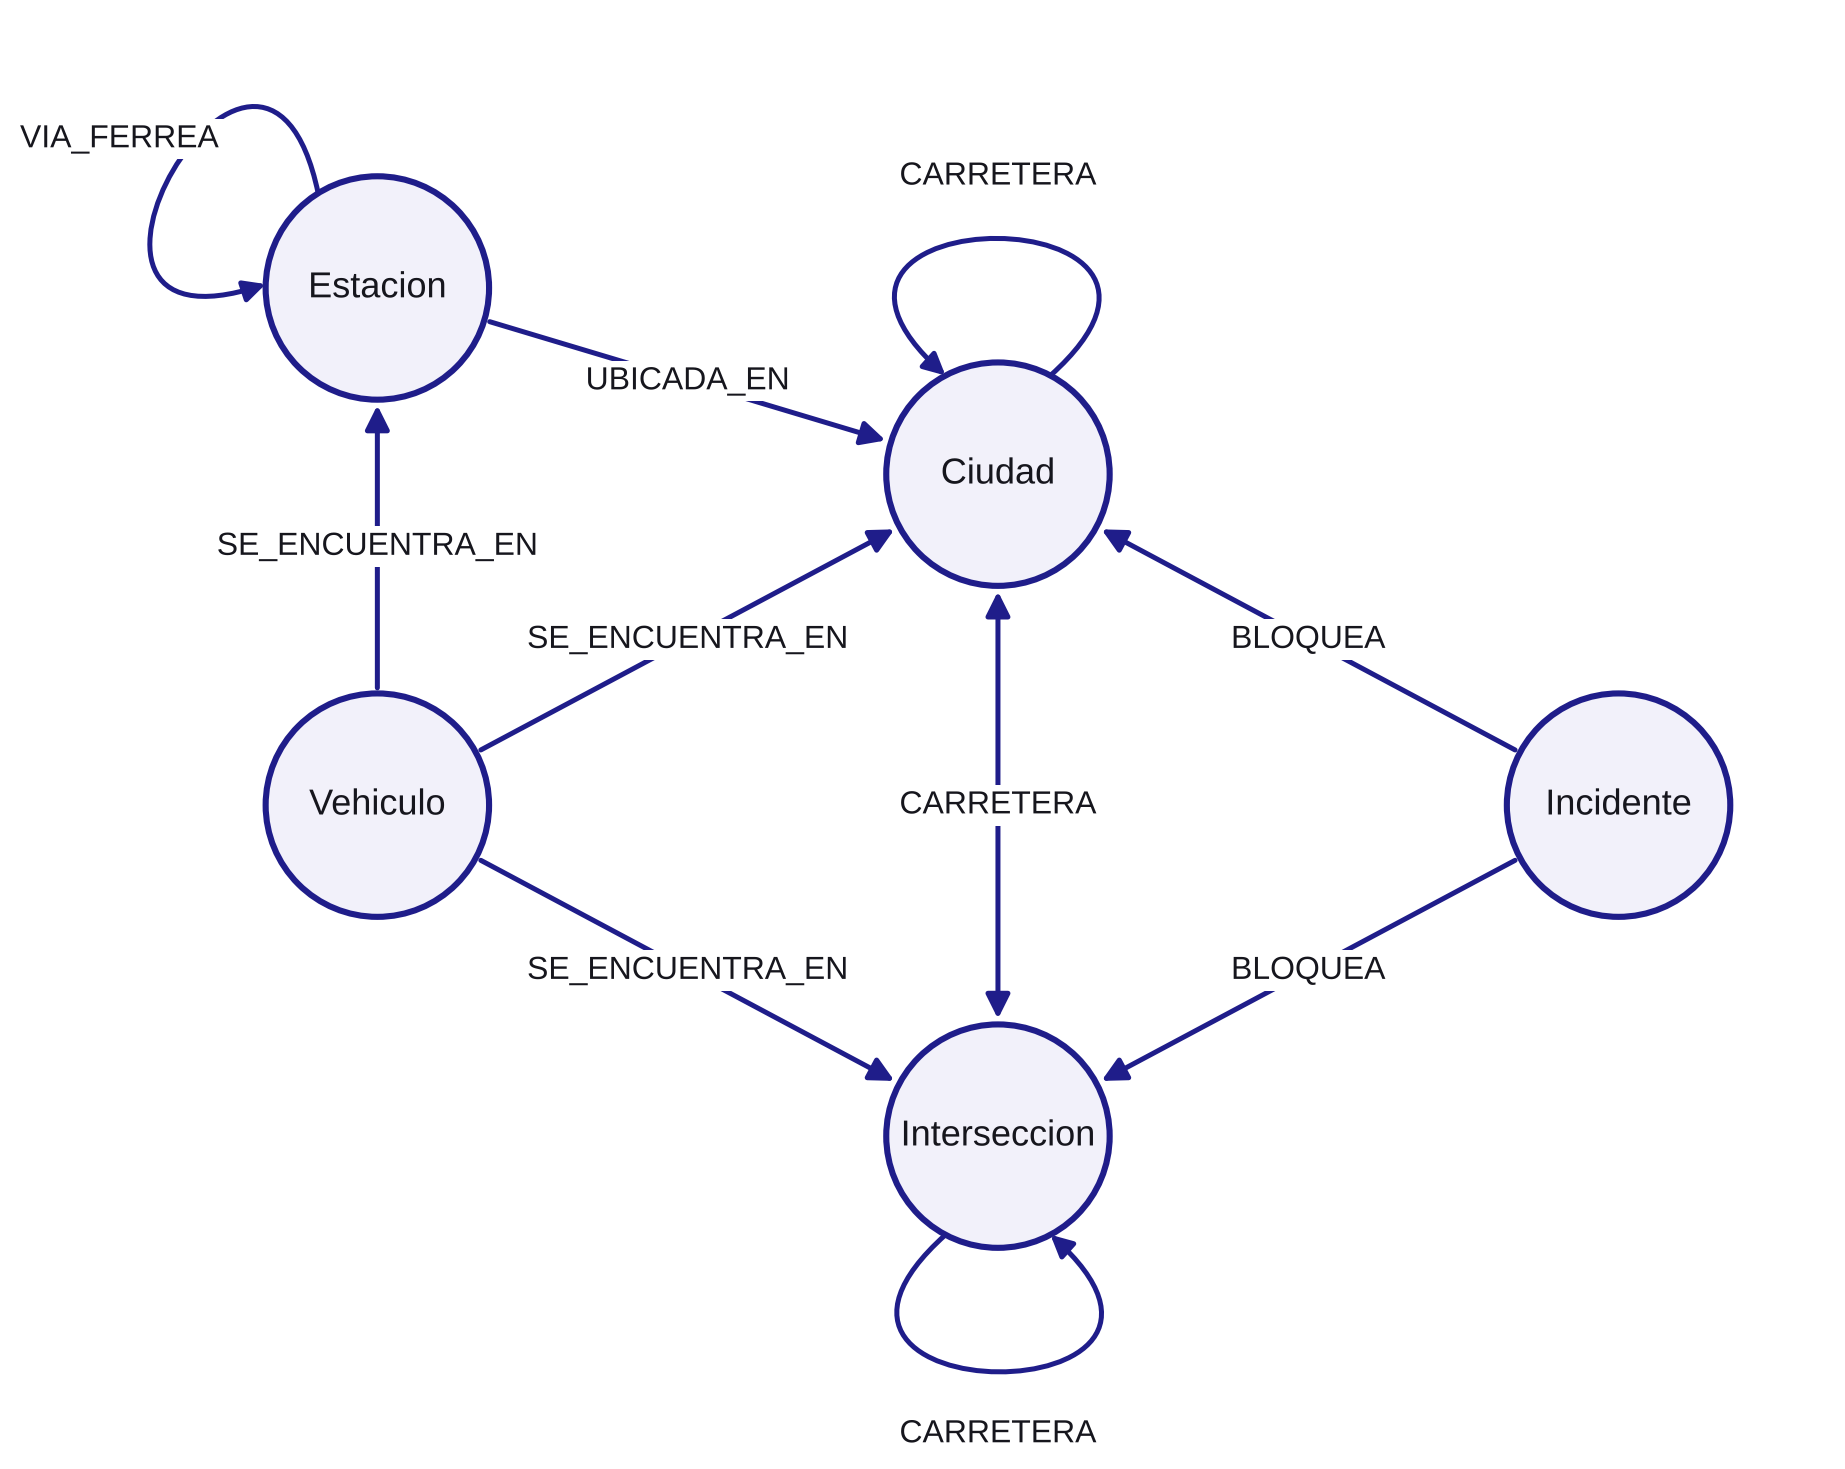 VIA_FERREA
CARRETERA
Estacion
UBICADA_EN
Ciudad
SE_ENCUENTRA_EN
SE_ENCUENTRA_EN
BLOQUEA
Vehiculo
CARRETERA
Incidente
SE_ENCUENTRA_EN
BLOQUEA
Interseccion
CARRETERA